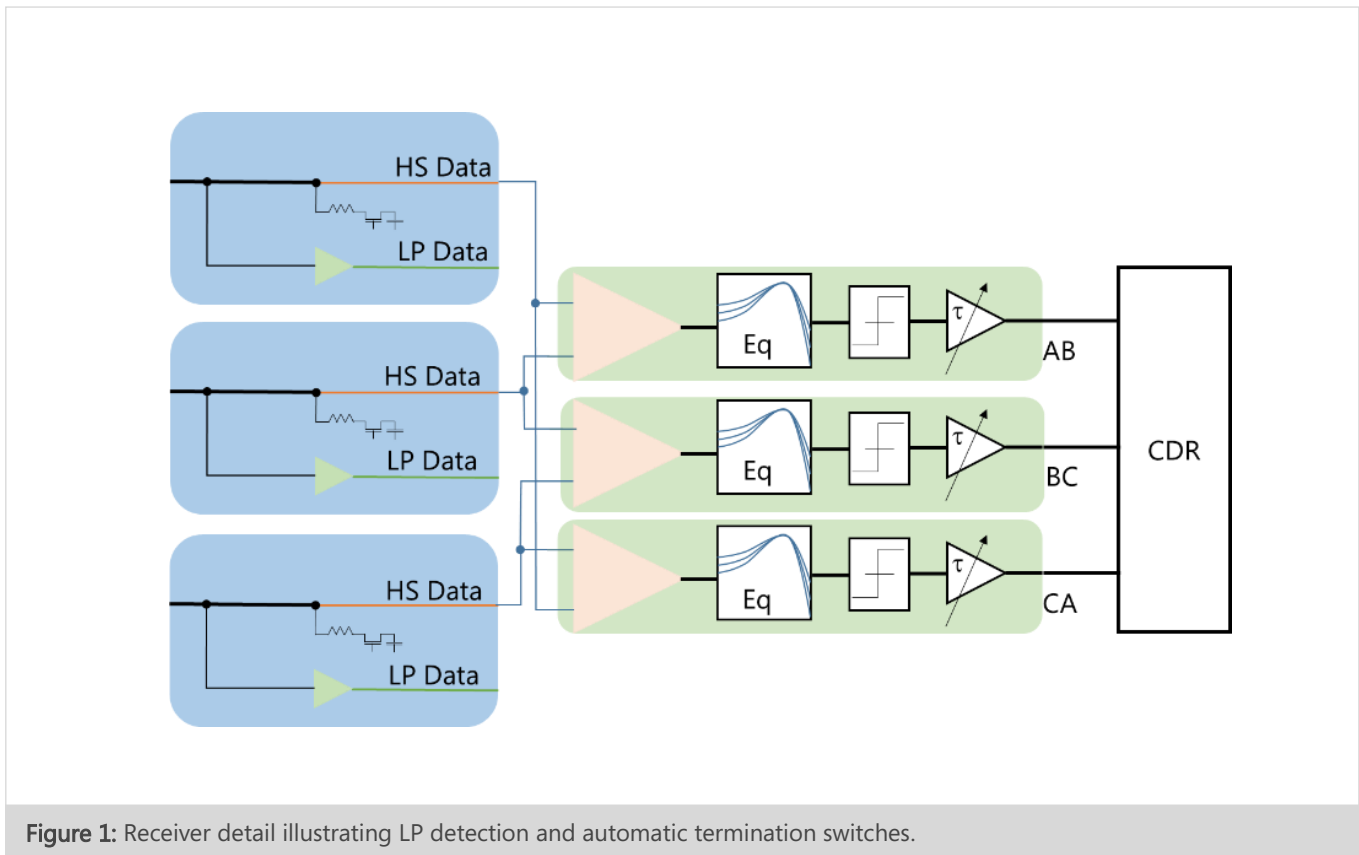 HS Data
LP Data
HS Data
LP Data
HS Data
LP Data
Eq
τ
AB
Eq
τ
BC
Eq
τ
CA
CDR
Figure 1: Receiver detail illustrating LP detection and automatic termination switches.